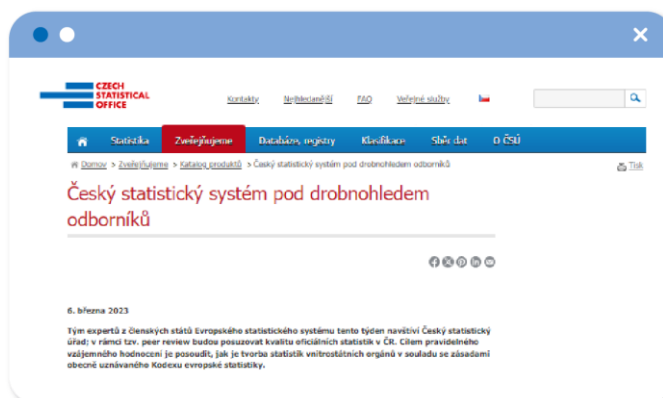 CZECH
STATISTICAL
OFFICE
Kontakty Nejhledanější FAQ Veřejné služby
Statistika Zveřejňujeme Databáze, registry Klasifikace Sběr dat O ČSÚ
Domov > Zveřejňujeme > Katalog produktů > Český statistický systém pod drobnohledem odborníků Tisk
Český statistický systém pod drobnohledem
odborníků
6. března 2023
Tým expertů z členských států Evropského statistického systému tento týden navštíví Český statistický
úřad; v rámci tzv. peer review budou posuzovat kvalitu oficiálních statistik v ČR. Cílem pravidelného
vzájemného hodnocení je posoudit, jak je tvorba statistik vnitrostátních orgánů v souladu se zásadami
obecně uznávaného Kodexu evropské statistiky.